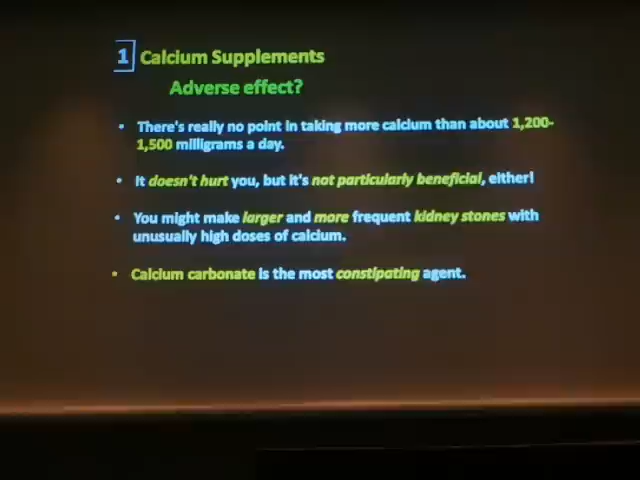 1 Calcium Supplements
Adverse effect?
• There's really no point in taking more calcium than about 1,200-
1,500 milligrams a day.
• It doesn't hurt you, but it's not particularly beneficial, either!
• You might make larger and more frequent kidney stones with
unusually high doses of calcium.
• Calcium carbonate is the most constipating agent.